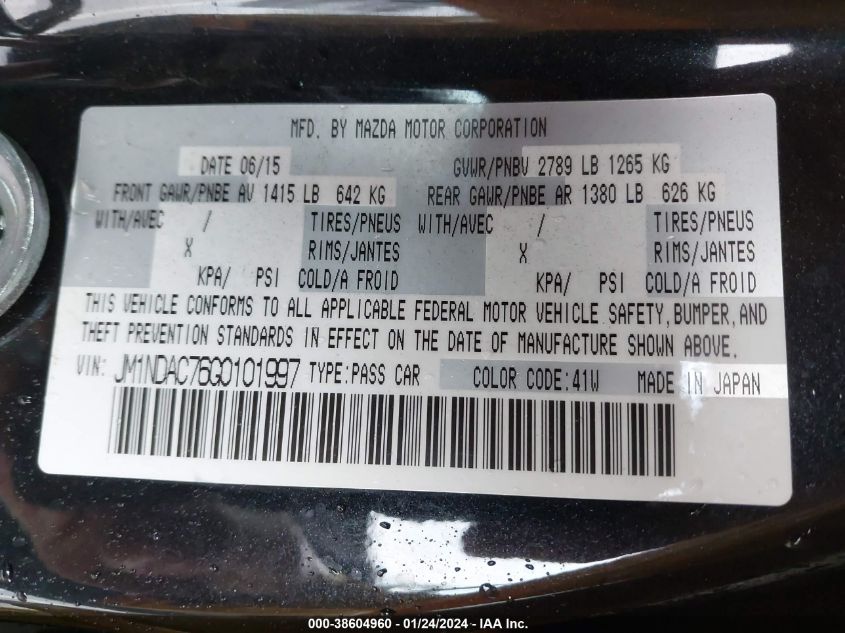 MFD. BY MAZDA MOTOR CORPORATION
DATE 06/15 GVWR/PNBV 2789 LB 1265 KG
FRONT GAWR/PNBE AV 1415 LB 642 KG REAR GAWR/PNBE AR 1380 LB 626 KG
WITH/AVEC / TIRES/PNEUS WITH/AVEC / TIRES/PNEUS
X RIMS/JANTES X RIMS/JANTES
KPA/ PSI COLD/A FROID KPA/ PSI COLD/A FROID
THIS VEHICLE CONFORMS TO ALL APPLICABLE FEDERAL MOTOR VEHICLE SAFETY, BUMPER, AND
THEFT PREVENTION STANDARDS IN EFFECT ON THE DATE OF MANUFACTURE SHOWN ABOVE.
VIN: JM1NDAC76G0101997 TYPE:PASS CAR COLOR CODE:41W MADE IN JAPAN
000-38604960 - 01/24/2024 - IAA Inc.